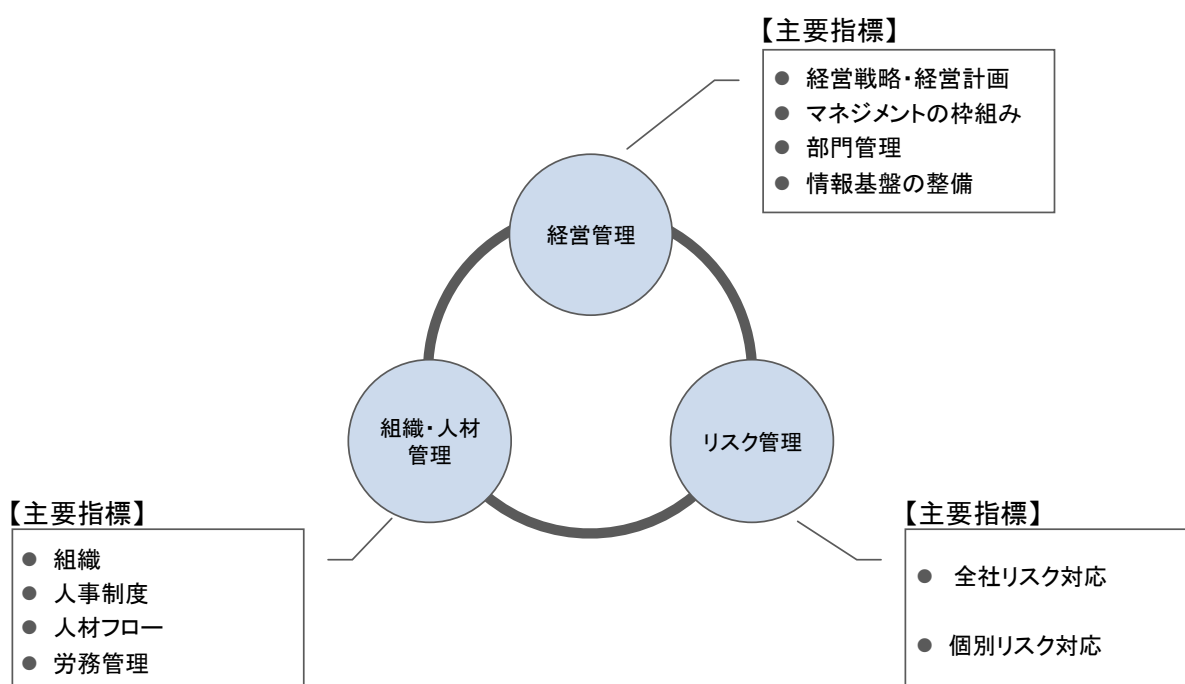 【主要指標】
● 経営戦略・経営計画
● マネジメントの枠組み
● 部門管理
● 情報基盤の整備
経営管理
組織・人材
管理
リスク管理
【主要指標】
● 組織
● 人事制度
● 人材フロー
● 労務管理
【主要指標】
● 全社リスク対応
● 個別リスク対応